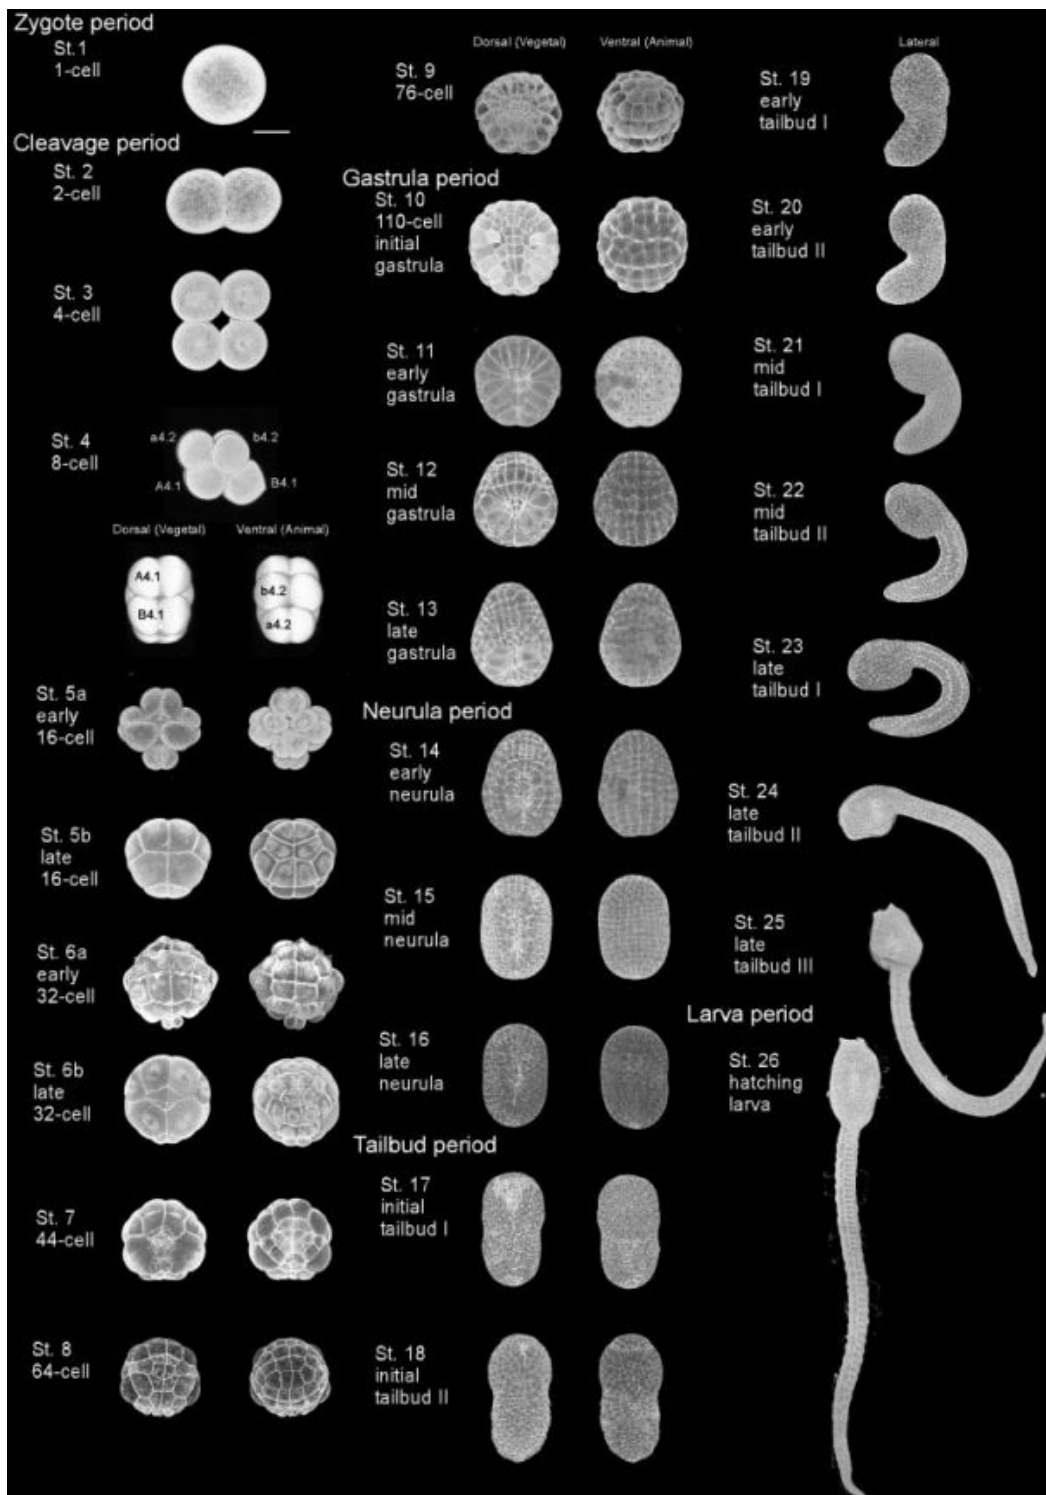 Zygote period
St.1
1-cell
Cleavage period
St. 2
2-cell
St. 3
4-cell
St. 4
8-cell
a4.2
b4.2
A4.1
B4.1
Dorsal (Vegetal)
Ventral (Animal)
A4.1
B4.1
b4.2
a4.2
St. 5a
early
16-cell
St. 5b
late
16-cell
St. 6a
early
32-cell
St. 6b
late
32-cell
St. 7
44-cell
St. 8
64-cell
Dorsal (Vegetal)
Ventral (Animal)
St. 9
76-cell
Gastrula period
St. 10
110-cell
initial
gastrula
St. 11
early
gastrula
St. 12
mid
gastrula
St. 13
late
gastrula
Neurula period
St. 14
early
neurula
St. 15
mid
neurula
St. 16
late
neurula
Tailbud period
St. 17
initial
tailbud I
St. 18
initial
tailbud II
Lateral
St. 19
early
tailbud I
St. 20
early
tailbud II
St. 21
mid
tailbud I
St. 22
mid
tailbud II
St. 23
late
tailbud I
St. 24
late
tailbud II
St. 25
late
tailbud III
Larva period
St. 26
hatching
larva